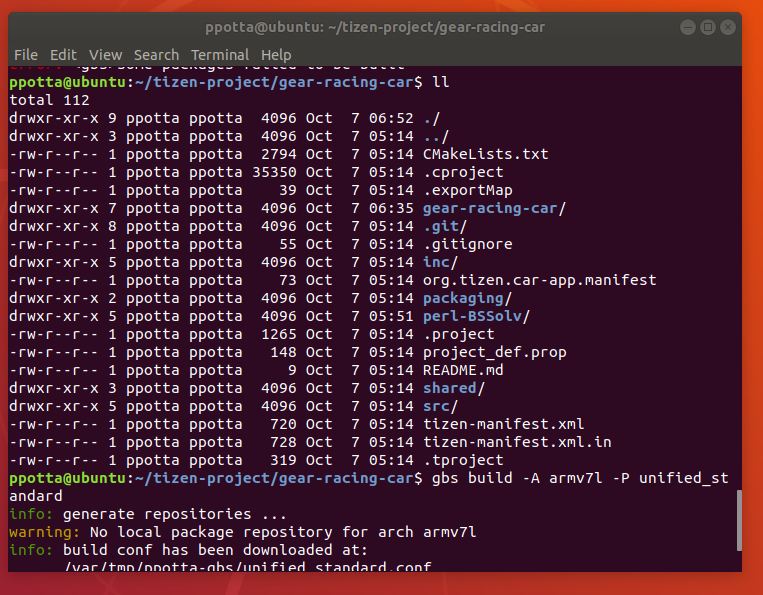 ppotta@ubuntu: ~/tizen-project/gear-racing-car
File Edit View Search Terminal Help
error: <gbs>some packages failed to be built
ppotta@ubuntu:~/tizen-project/gear-racing-car$ ll
total 112
drwxr-xr-x 9 ppotta ppotta  4096 Oct  7 06:52 ./
drwxr-xr-x 3 ppotta ppotta  4096 Oct  7 05:14 ../
-rw-r--r-- 1 ppotta ppotta  2794 Oct  7 05:14 CMakeLists.txt
-rw-r--r-- 1 ppotta ppotta 35350 Oct  7 05:14 .cproject
-rw-r--r-- 1 ppotta ppotta    39 Oct  7 05:14 .exportMap
drwxr-xr-x 7 ppotta ppotta  4096 Oct  7 06:35 gear-racing-car/
drwxr-xr-x 8 ppotta ppotta  4096 Oct  7 05:14 .git/
-rw-r--r-- 1 ppotta ppotta    55 Oct  7 05:14 .gitignore
drwxr-xr-x 5 ppotta ppotta  4096 Oct  7 05:14 inc/
-rw-r--r-- 1 ppotta ppotta    73 Oct  7 05:14 org.tizen.car-app.manifest
drwxr-xr-x 2 ppotta ppotta  4096 Oct  7 05:14 packaging/
drwxr-xr-x 5 ppotta ppotta  4096 Oct  7 05:51 perl-BSSolv/
-rw-r--r-- 1 ppotta ppotta  1265 Oct  7 05:14 .project
-rw-r--r-- 1 ppotta ppotta   148 Oct  7 05:14 project_def.prop
-rw-r--r-- 1 ppotta ppotta     9 Oct  7 05:14 README.md
drwxr-xr-x 3 ppotta ppotta  4096 Oct  7 05:14 shared/
drwxr-xr-x 5 ppotta ppotta  4096 Oct  7 05:14 src/
-rw-r--r-- 1 ppotta ppotta   720 Oct  7 05:14 tizen-manifest.xml
-rw-r--r-- 1 ppotta ppotta   728 Oct  7 05:14 tizen-manifest.xml.in
-rw-r--r-- 1 ppotta ppotta   319 Oct  7 05:14 .tproject
ppotta@ubuntu:~/tizen-project/gear-racing-car$ gbs build -A armv7l -P unified_st
andard
info: generate repositories ...
warning: No local package repository for arch armv7l
info: build conf has been downloaded at:
/var/tmp/ppotta-gbs/unified_standard.conf